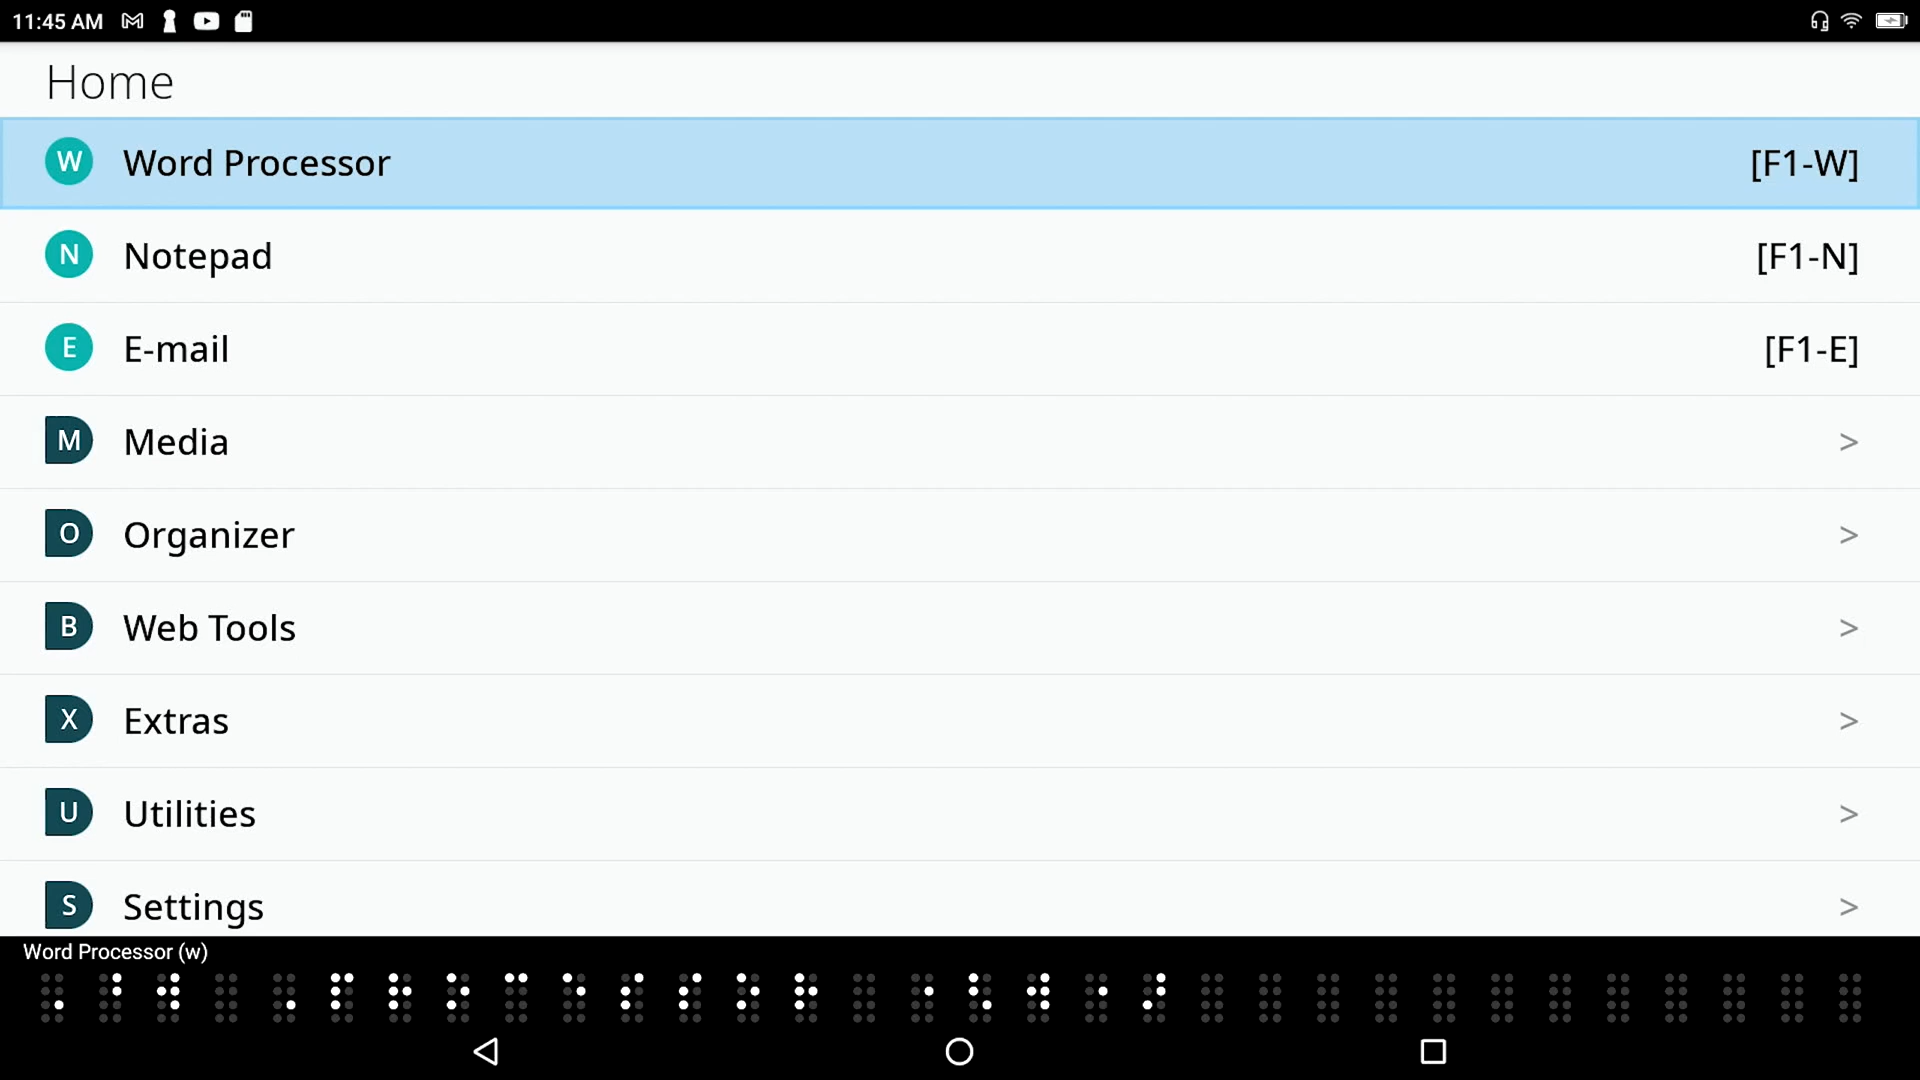 11:45 AM
Home
W Word Processor [F1-W]
N Notepad [F1-N]
E E-mail [F1-E]
M Media >
O Organizer >
B Web Tools >
X Extras >
U Utilities >
S Settings >
Word Processor (w)